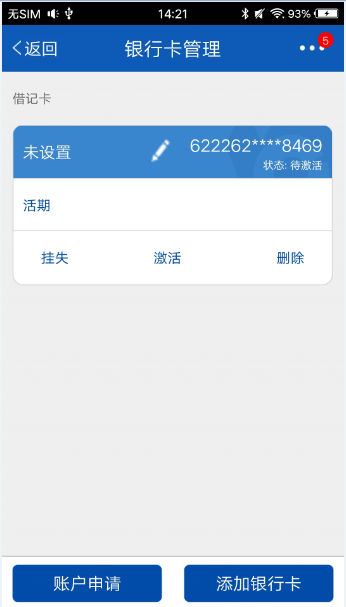 无SIM 14:21 93%
返回 银行卡管理 5
借记卡
未设置 622262****8469
状态: 待激活
活期
挂失 激活 删除
账户申请 添加银行卡